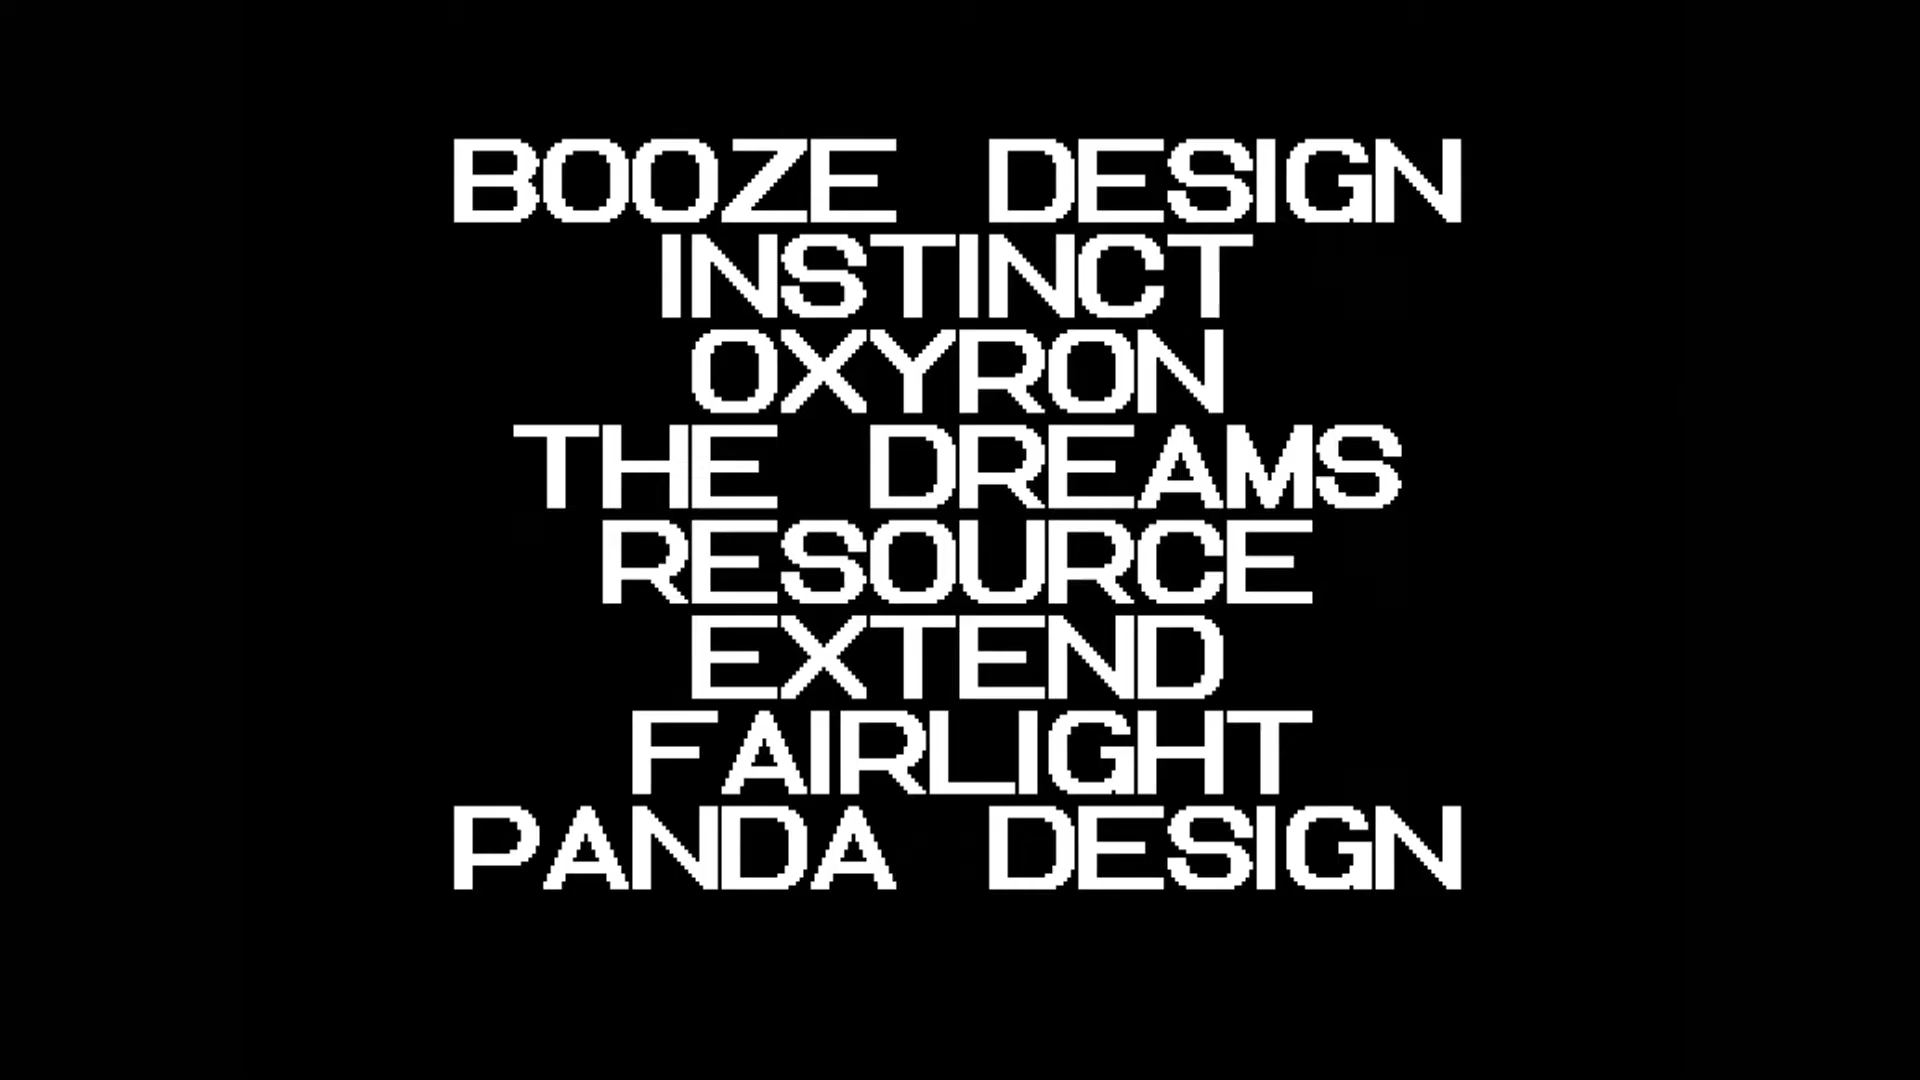 BOOZE DESIGN
INSTINCT
OXYRON
THE DREAMS
RESOURCE
EXTEND
FAIRLIGHT
PANDA DESIGN